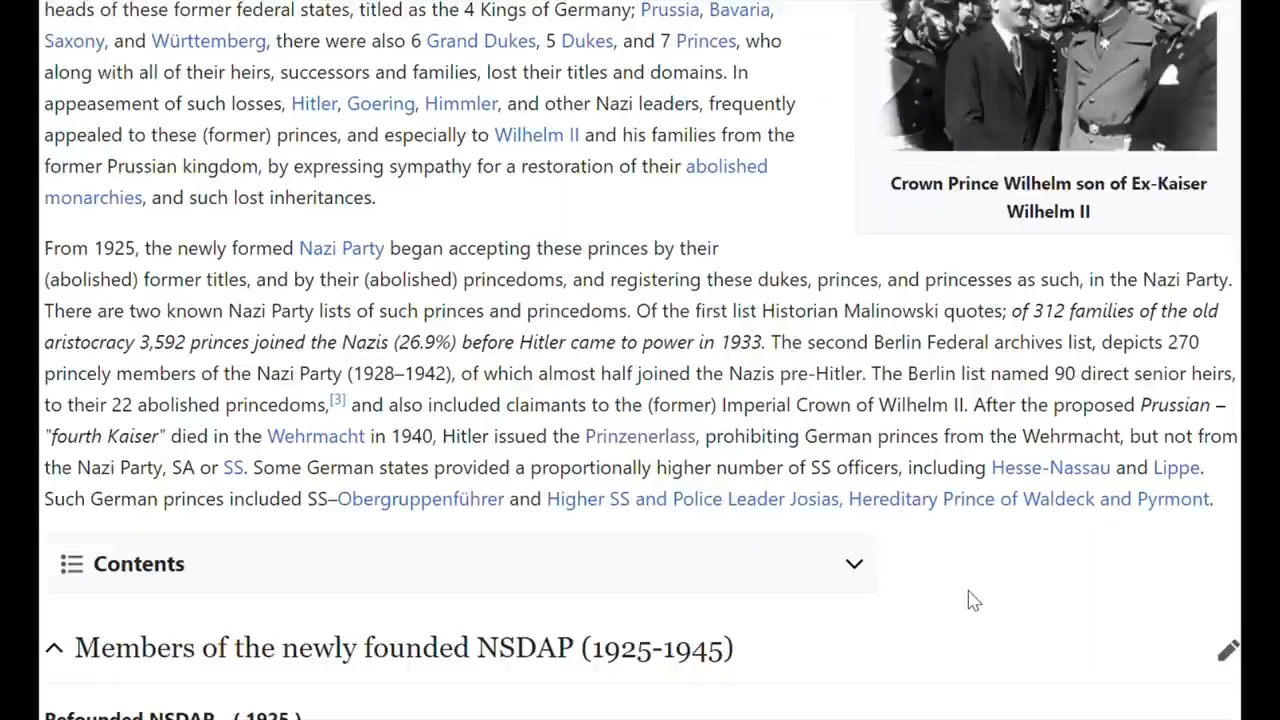 heads of these former federal states, titled as the 4 Kings of Germany; Prussia, Bavaria,
Saxony, and Württemberg, there were also 6 Grand Dukes, 5 Dukes, and 7 Princes, who
along with all of their heirs, successors and families, lost their titles and domains. In
appeasement of such losses, Hitler, Goering, Himmler, and other Nazi leaders, frequently
appealed to these (former) princes, and especially to Wilhelm II and his families from the
former Prussian kingdom, by expressing sympathy for a restoration of their abolished
monarchies, and such lost inheritances.
Crown Prince Wilhelm son of Ex-Kaiser
Wilhelm II
From 1925, the newly formed Nazi Party began accepting these princes by their
(abolished) former titles, and by their (abolished) princedoms, and registering these dukes, princes, and princesses as such, in the Nazi Party.
There are two known Nazi Party lists of such princes and princedoms. Of the first list Historian Malinowski quotes; of 312 families of the old
aristocracy 3,592 princes joined the Nazis (26.9%) before Hitler came to power in 1933. The second Berlin Federal archives list, depicts 270
princely members of the Nazi Party (1928–1942), of which almost half joined the Nazis pre-Hitler. The Berlin list named 90 direct senior heirs,
to their 22 abolished princedoms,[3] and also included claimants to the (former) Imperial Crown of Wilhelm II. After the proposed Prussian –
"fourth Kaiser" died in the Wehrmacht in 1940, Hitler issued the Prinzenerlass, prohibiting German princes from the Wehrmacht, but not from
the Nazi Party, SA or SS. Some German states provided a proportionally higher number of SS officers, including Hesse-Nassau and Lippe.
Such German princes included SS–Obergruppenführer and Higher SS and Police Leader Josias, Hereditary Prince of Waldeck and Pyrmont.
Contents
Members of the newly founded NSDAP (1925-1945)
Refounded NSDAP - ( 1925 )